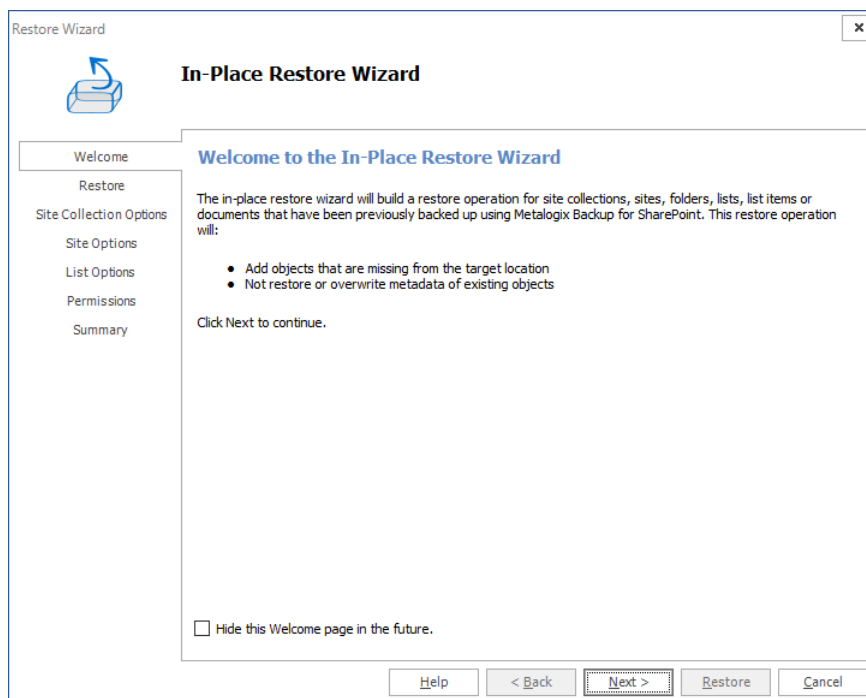 Restore Wizard
In-Place Restore Wizard
Welcome
Restore
Site Collection Options
Site Options
List Options
Permissions
Summary
Welcome to the In-Place Restore Wizard
The in-place restore wizard will build a restore operation for site collections, sites, folders, lists, list items or
documents that have been previously backed up using Metalogix Backup for SharePoint. This restore operation
will:
● Add objects that are missing from the target location
● Not restore or overwrite metadata of existing objects
Click Next to continue.
Hide this Welcome page in the future.
Help
< Back
Next >
Restore
Cancel